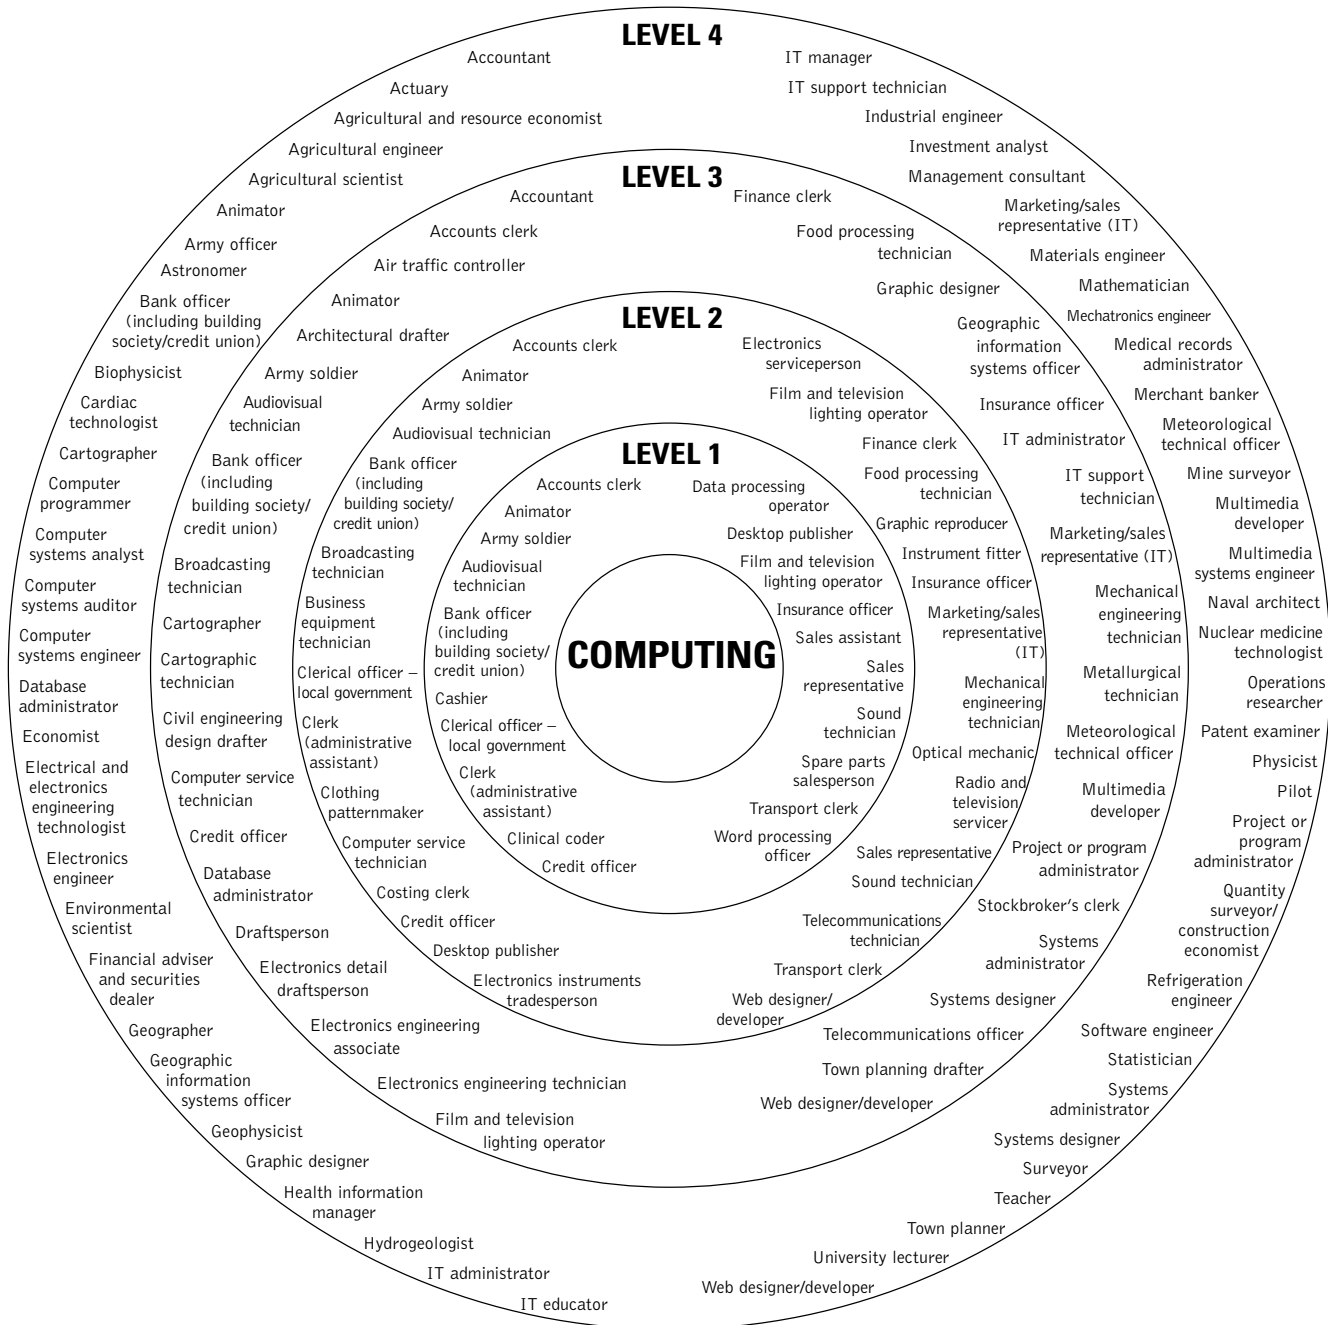 LEVEL 4
Accountant
Actuary
Agricultural and resource economist
Agricultural engineer
Agricultural scientist
Animator
Army officer
Astronomer
Bank officer
(including building
society/credit union)
Biophysicist
Cardiac
technologist
Cartographer
Computer
programmer
Computer
systems analyst
Computer
systems auditor
Computer
systems engineer
Database
administrator
Economist
Electrical and
electronics
engineering
technologist
Electronics
engineer
Environmental
scientist
Financial adviser
and securities
dealer
Geographer
Geographic
information
systems officer
Geophysicist
Graphic designer
Health information
manager
Hydrogeologist
IT administrator
IT educator
IT manager
IT support technician
Industrial engineer
Investment analyst
Management consultant
Marketing/sales
representative (IT)
Materials engineer
Mathematician
Mechatronics engineer
Medical records
administrator
Merchant banker
Meteorological
technical officer
Mine surveyor
Multimedia
developer
Multimedia
systems engineer
Naval architect
Nuclear medicine
technologist
Operations
researcher
Patent examiner
Physicist
Pilot
Project or
program
administrator
Quantity
surveyor/
construction
economist
Refrigeration
engineer
Software engineer
Statistician
Systems
administrator
Systems designer
Surveyor
Teacher
Town planner
University lecturer
Web designer/developer
LEVEL 3
Accountant
Accounts clerk
Air traffic controller
Animator
Architectural drafter
Army soldier
Audiovisual
technician
Bank officer
(including
building society/
credit union)
Broadcasting
technician
Cartographer
Cartographic
technician
Civil engineering
design drafter
Computer service
technician
Credit officer
Database
administrator
Draftsperson
Electronics detail
draftsperson
Electronics engineering
associate
Electronics engineering technician
Film and television
lighting operator
Finance clerk
Food processing
technician
Graphic designer
Geographic
information
systems officer
Insurance officer
IT administrator
IT support
technician
Marketing/sales
representative (IT)
Mechanical
engineering
technician
Metallurgical
technician
Meteorological
technical officer
Multimedia
developer
Project or program
administrator
Stockbroker's clerk
Systems
administrator
Systems designer
Telecommunications officer
Town planning drafter
Web designer/developer
LEVEL 2
Accounts clerk
Animator
Army soldier
Audiovisual technician
Bank officer
(including
building society/
credit union)
Broadcasting
technician
Business
equipment
technician
Clerical officer –
local government
Clerk
(administrative
assistant)
Clothing
patternmaker
Computer service
technician
Costing clerk
Credit officer
Desktop publisher
Electronics instruments
tradesperson
Electronics
serviceperson
Film and television
lighting operator
Finance clerk
Food processing
technician
Graphic reproducer
Instrument fitter
Insurance officer
Marketing/sales
representative
(IT)
Mechanical
engineering
technician
Optical mechanic
Radio and
television
servicer
Sales representative
Sound technician
Telecommunications
technician
Transport clerk
Web designer/
developer
LEVEL 1
Accounts clerk
Animator
Army soldier
Audiovisual
technician
Bank officer
(including
building society/
credit union)
Cashier
Clerical officer –
local government
Clerk
(administrative
assistant)
Clinical coder
Credit officer
Data processing
operator
Desktop publisher
Film and television
lighting operator
Insurance officer
Sales assistant
Sales
representative
Sound
technician
Spare parts
salesperson
Transport clerk
Word processing
officer
COMPUTING